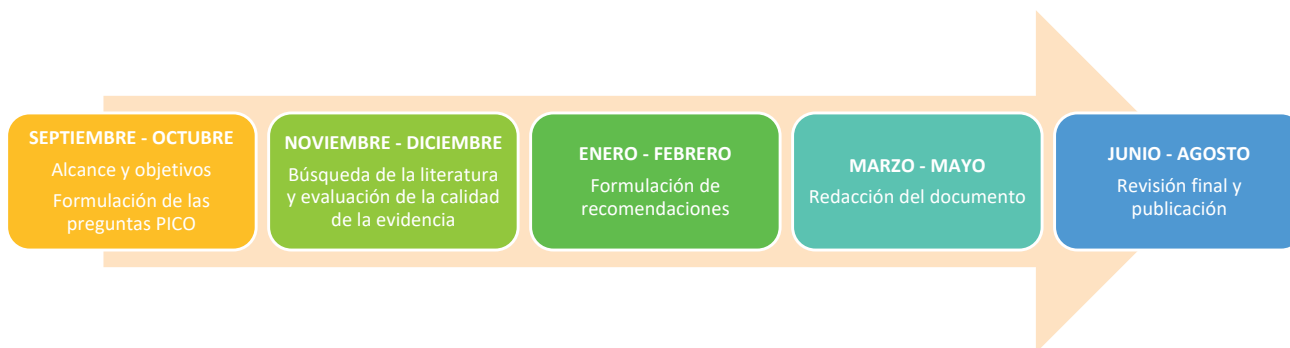 SEPTIEMBRE - OCTUBRE
Alcance y objetivos
Formulación de las
preguntas PICO
NOVIEMBRE - DICIEMBRE
Búsqueda de la literatura
y evaluación de la calidad
de la evidencia
ENERO - FEBRERO
Formulación de
recomendaciones
MARZO - MAYO
Redacción del documento
JUNIO - AGOSTO
Revisión final y
publicación